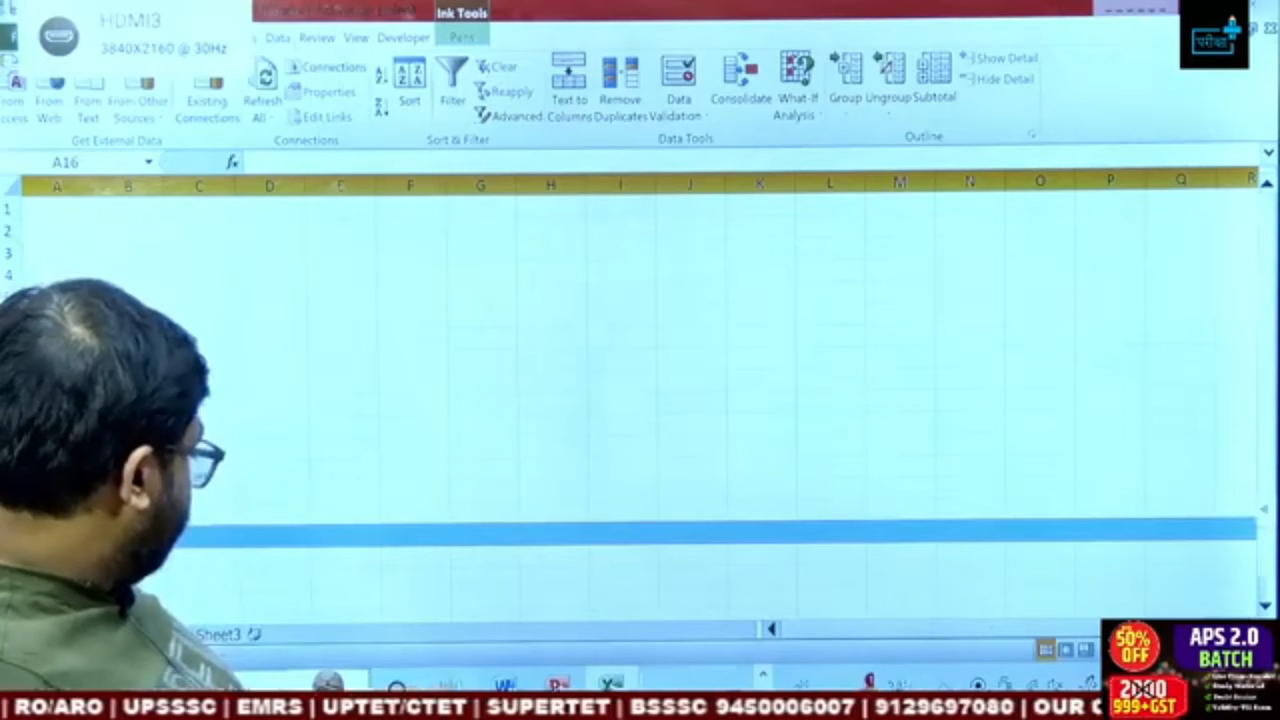 HDMI3
3840X2160 @ 30Hz
Ink Tools
Data Review View Developer Pens
परीक्षा
From Web
From Text
From Other Sources
Existing Connections
Get External Data
Refresh All
Connections
Properties
Edit Links
Connections
Sort
Filter
Clear
Reapply
Advanced
Sort & Filter
Text to Columns
Remove Duplicates
Data Validation
Consolidate
What-If Analysis
Data Tools
Group
Ungroup
Subtotal
Show Detail
Hide Detail
Outline
A16
fx
A B C D E F G H I J K L M N O P Q R
1
2
3
4
Sheet3
50% OFF
APS 2.0
BATCH
999+GST
| RO/ARO | UPSSSC | EMRS | UPTET/CTET | SUPERTET | BSSSC 9450006007 | 9129697080 | OUR